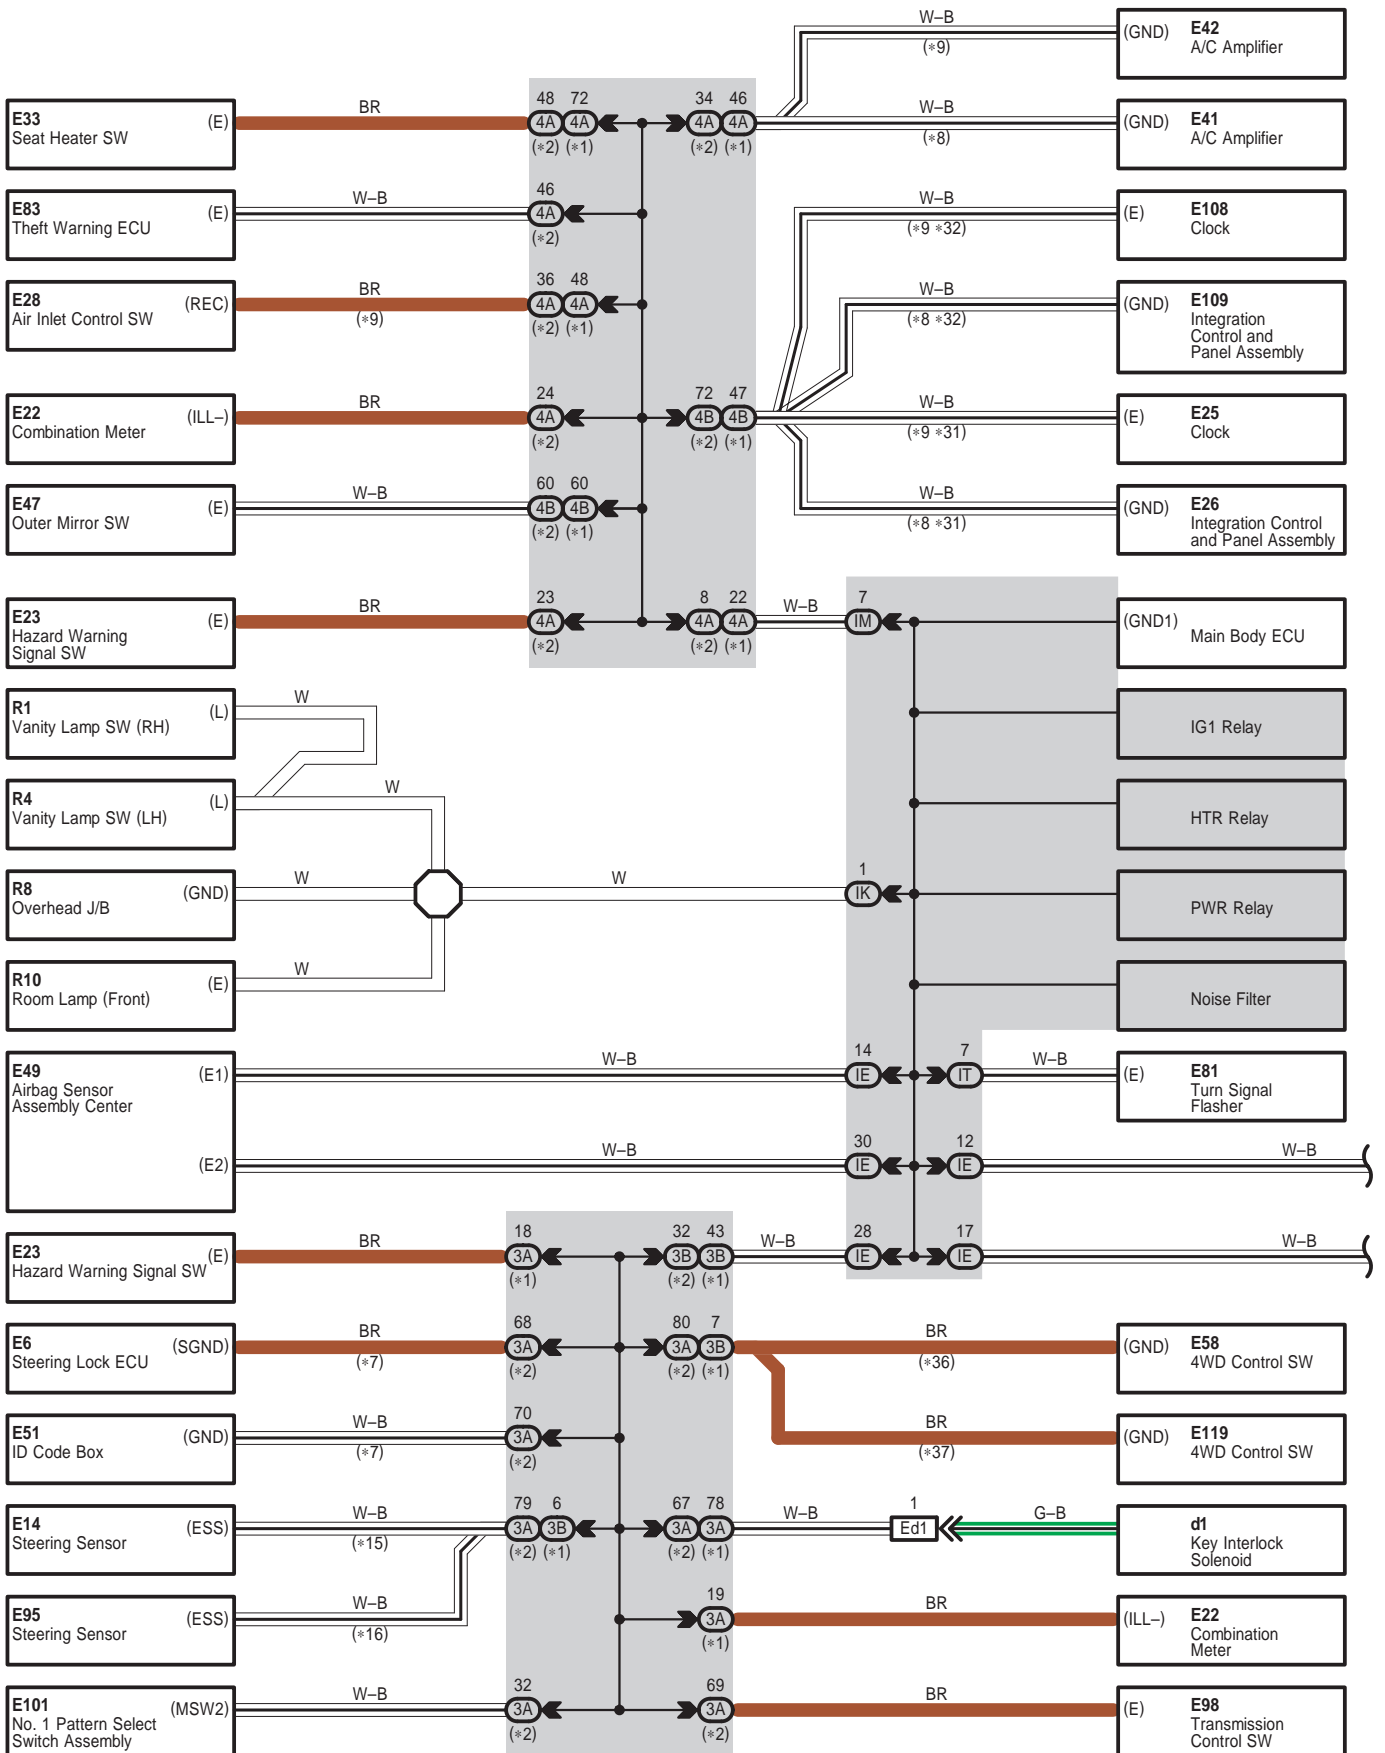 W–B
(GND) E42
A/C Amplifier
(*9)
E33 (E)
Seat Heater SW
BR
48 72
4A 4A
(*2) (*1)
34 46
4A 4A
(*2) (*1)
W–B
(*8)
(GND) E41
A/C Amplifier
E83 (E)
Theft Warning ECU
W–B
46
4A
(*2)
W–B
(*9 *32)
(E) E108
Clock
E28 (REC)
Air Inlet Control SW
BR
(*9)
36 48
4A 4A
(*2) (*1)
W–B
(*8 *32)
(GND) E109
Integration
Control and
Panel Assembly
E22 (ILL–)
Combination Meter
BR
24
4A
(*2)
72 47
4B 4B
(*2) (*1)
W–B
(*9 *31)
(E) E25
Clock
E47 (E)
Outer Mirror SW
W–B
60 60
4B 4B
(*2) (*1)
W–B
(*8 *31)
(GND) E26
Integration Control
and Panel Assembly
E23 (E)
Hazard Warning
Signal SW
BR
23
4A
(*2)
8 22
4A 4A
(*2) (*1)
W–B
7
IM
(GND1) Main Body ECU
R1 (L)
Vanity Lamp SW (RH)
W
IG1 Relay
R4 (L)
Vanity Lamp SW (LH)
W
HTR Relay
R8 (GND)
Overhead J/B
W
W
1
IK
PWR Relay
R10 (E)
Room Lamp (Front)
W
Noise Filter
E49 (E1)
Airbag Sensor
Assembly Center
W–B
14
IE
7
IT
W–B
(E) E81
Turn Signal
Flasher
(E2)
W–B
30
IE
12
IE
W–B
E23 (E)
Hazard Warning Signal SW
BR
18
3A
(*1)
32 43
3B 3B
(*2) (*1)
W–B
28
IE
17
IE
W–B
E6 (SGND)
Steering Lock ECU
BR
(*7)
68
3A
(*2)
80 7
3A 3B
(*2) (*1)
BR
(*36)
(GND) E58
4WD Control SW
E51 (GND)
ID Code Box
W–B
(*7)
70
3A
(*2)
BR
(*37)
(GND) E119
4WD Control SW
E14 (ESS)
Steering Sensor
W–B
(*15)
79 6
3A 3B
(*2) (*1)
67 78
3A 3A
(*2) (*1)
W–B
1
Ed1
G–B
d1
Key Interlock
Solenoid
E95 (ESS)
Steering Sensor
W–B
(*16)
19
3A
(*1)
BR
(ILL–) E22
Combination
Meter
E101 (MSW2)
No. 1 Pattern Select
Switch Assembly
W–B
32
3A
(*2)
69
3A
(*2)
BR
(E) E98
Transmission
Control SW